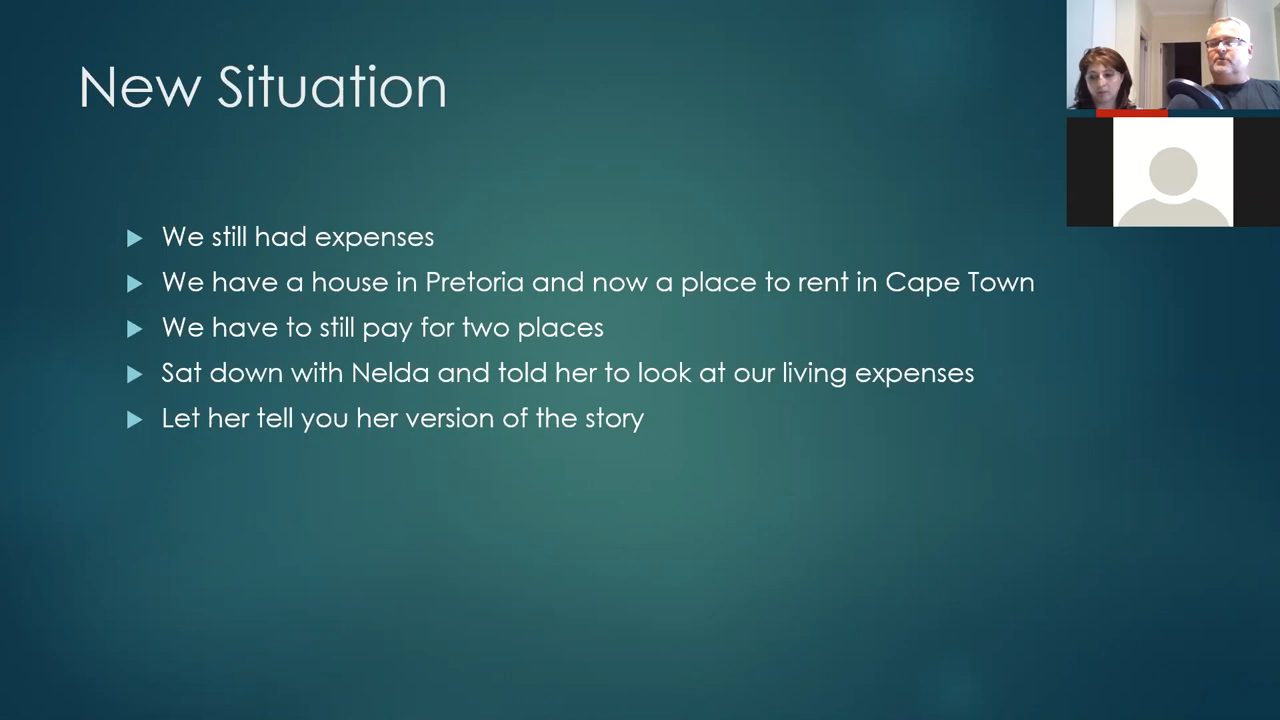 New Situation
We still had expenses
We have a house in Pretoria and now a place to rent in Cape Town
We have to still pay for two places
Sat down with Nelda and told her to look at our living expenses
Let her tell you her version of the story